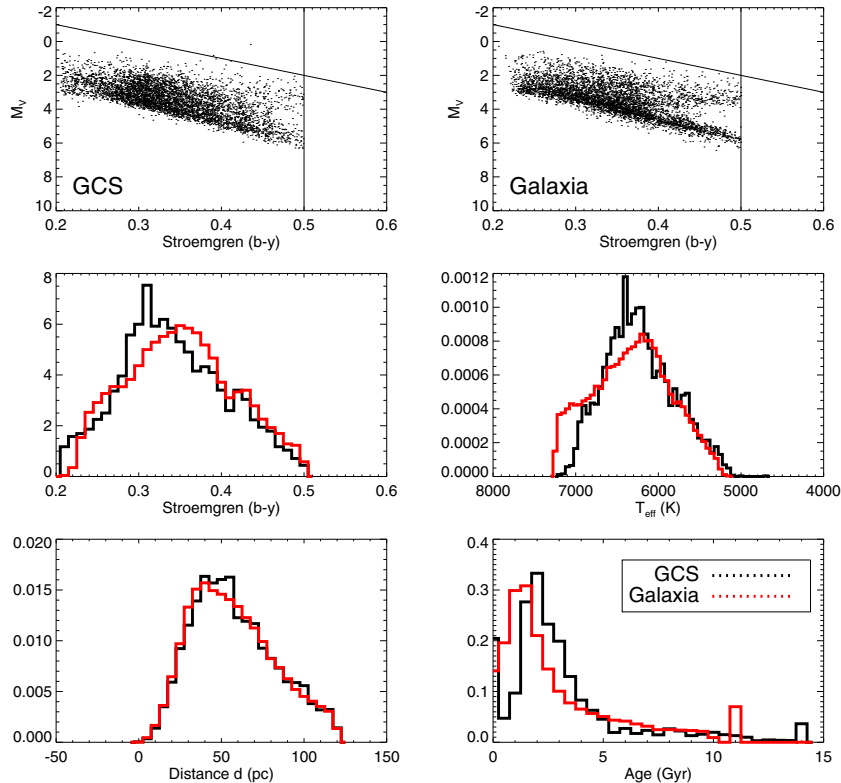 -2
0
2
4
6
8
10
M_V
GCS
0.2 0.3 0.4 0.5 0.6
Stroemgren (b-y)
-2
0
2
4
6
8
10
M_V
Galaxia
0.2 0.3 0.4 0.5 0.6
Stroemgren (b-y)
8
6
4
2
0
0.2 0.3 0.4 0.5 0.6
Stroemgren (b-y)
0.0012
0.0010
0.0008
0.0006
0.0004
0.0002
0.0000
8000 7000 6000 5000 4000
T_eff (K)
0.020
0.015
0.010
0.005
0.000
-50 0 50 100 150
Distance d (pc)
0.4
0.3
0.2
0.1
0.0
GCS
Galaxia
0 5 10 15
Age (Gyr)